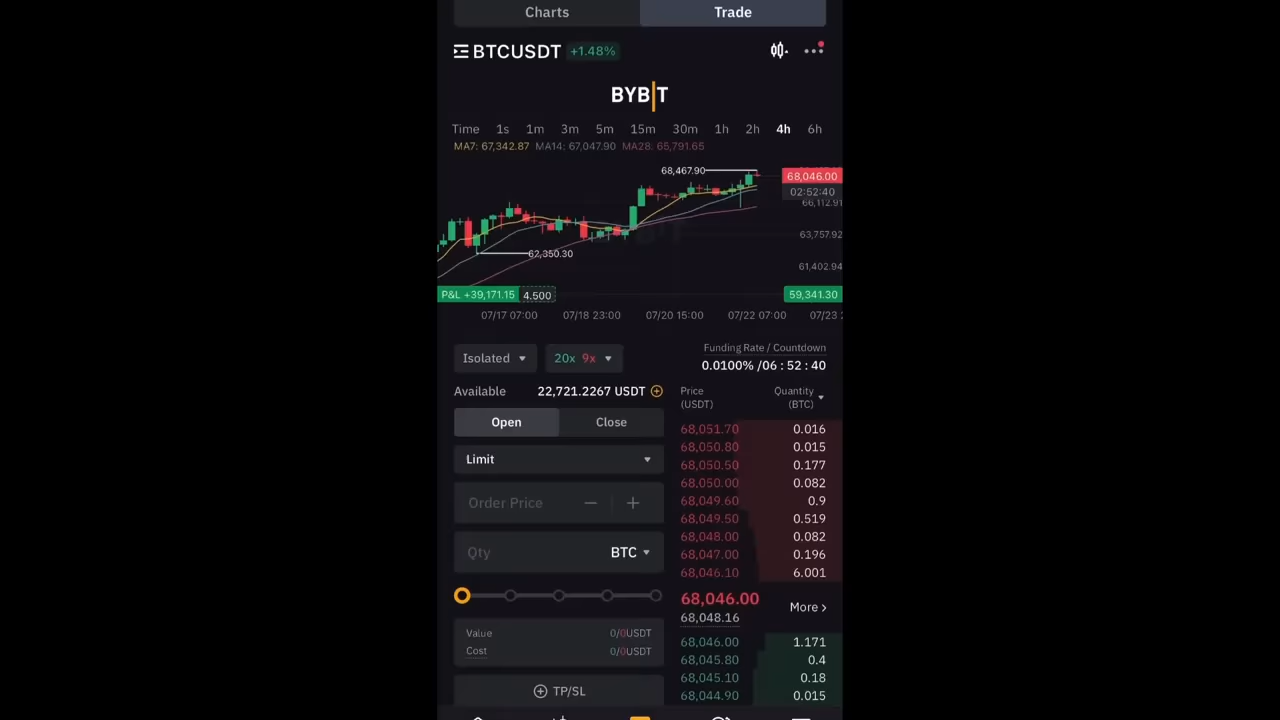 Charts Trade
BTCUSDT +1.48%
BYBIT
Time 1s 1m 3m 5m 15m 30m 1h 2h 4h 6h
MA7: 67,342.87 MA14: 67,047.90 MA28: 65,791.65
68,467.90
68,046.00
02:52:40
66,112.91
63,757.92
62,350.30
61,402.94
P&L +39,171.15 4.500 59,341.30
07/17 07:00 07/18 23:00 07/20 15:00 07/22 07:00 07/23
Isolated 20x 9x
Funding Rate / Countdown
0.0100% /06 : 52 : 40
Available 22,721.2267 USDT
Open Close
Limit
Order Price
Qty BTC
Value 0/0USDT
Cost 0/0USDT
TP/SL
Price Quantity
(USDT) (BTC)
68,051.70 0.016
68,050.80 0.015
68,050.50 0.177
68,050.00 0.082
68,049.60 0.9
68,049.50 0.519
68,048.00 0.082
68,047.00 0.196
68,046.10 6.001
68,046.00
68,048.16
More
68,046.00 1.171
68,045.80 0.4
68,045.10 0.18
68,044.90 0.015